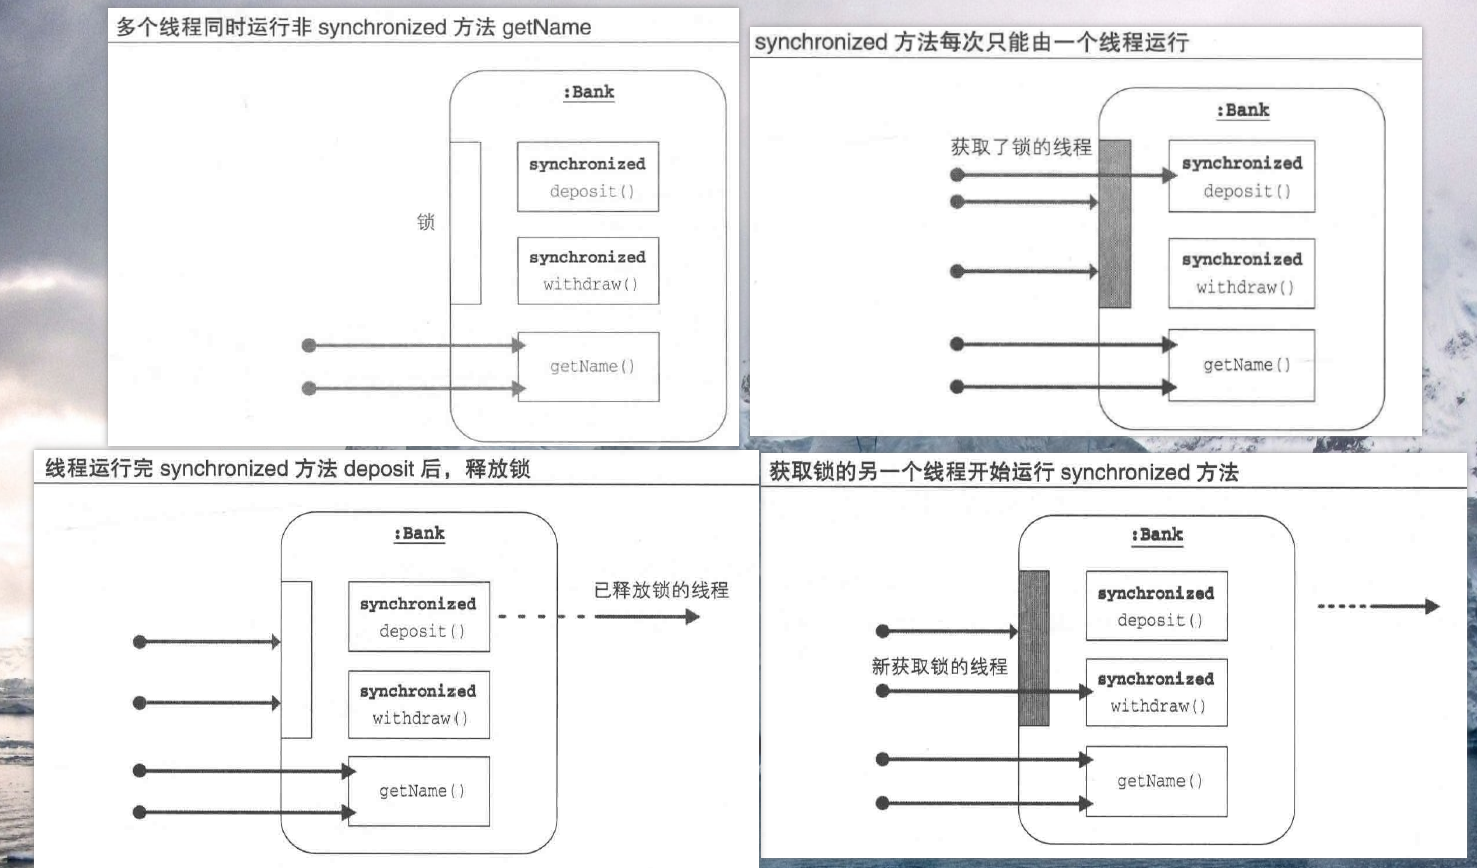 多个线程同时运行非 synchronized 方法 getName
:Bank
synchronized
deposit()
锁
synchronized
withdraw()
getName()
synchronized 方法每次只能由一个线程运行
:Bank
获取了锁的线程
synchronized
deposit()
synchronized
withdraw()
getName()
线程运行完 synchronized 方法 deposit 后，释放锁
:Bank
已释放锁的线程
synchronized
deposit()
synchronized
withdraw()
getName()
获取锁的另一个线程开始运行 synchronized 方法
:Bank
synchronized
deposit()
新获取锁的线程
synchronized
withdraw()
getName()